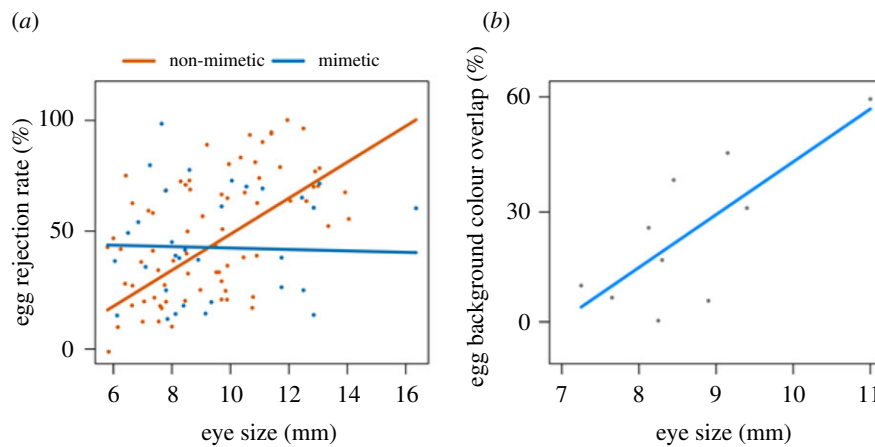 (a)
non-mimetic mimetic
egg rejection rate (%)
100
50
0
6 8 10 12 14 16
eye size (mm)
(b)
egg background colour overlap (%)
60
30
0
7 8 9 10 11
eye size (mm)